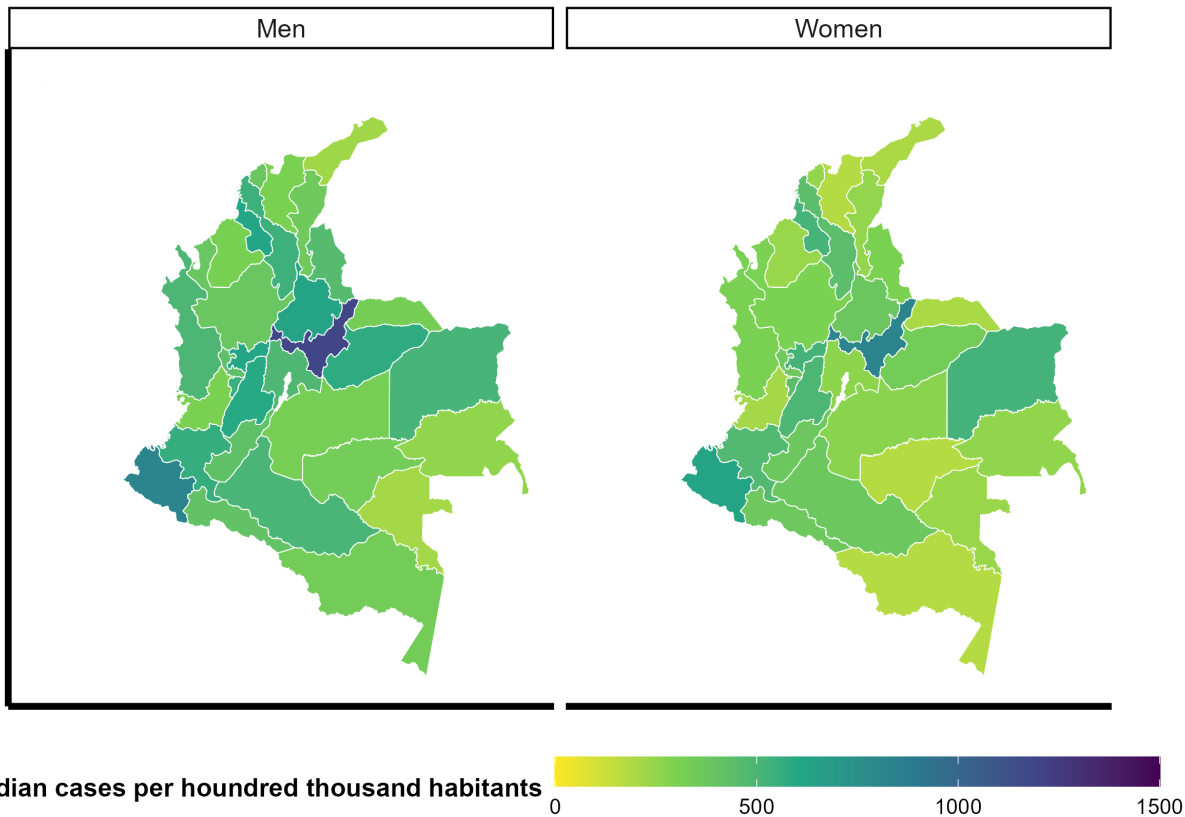 Men
Women
dian cases per houndred thousand habitants
0
500
1000
1500